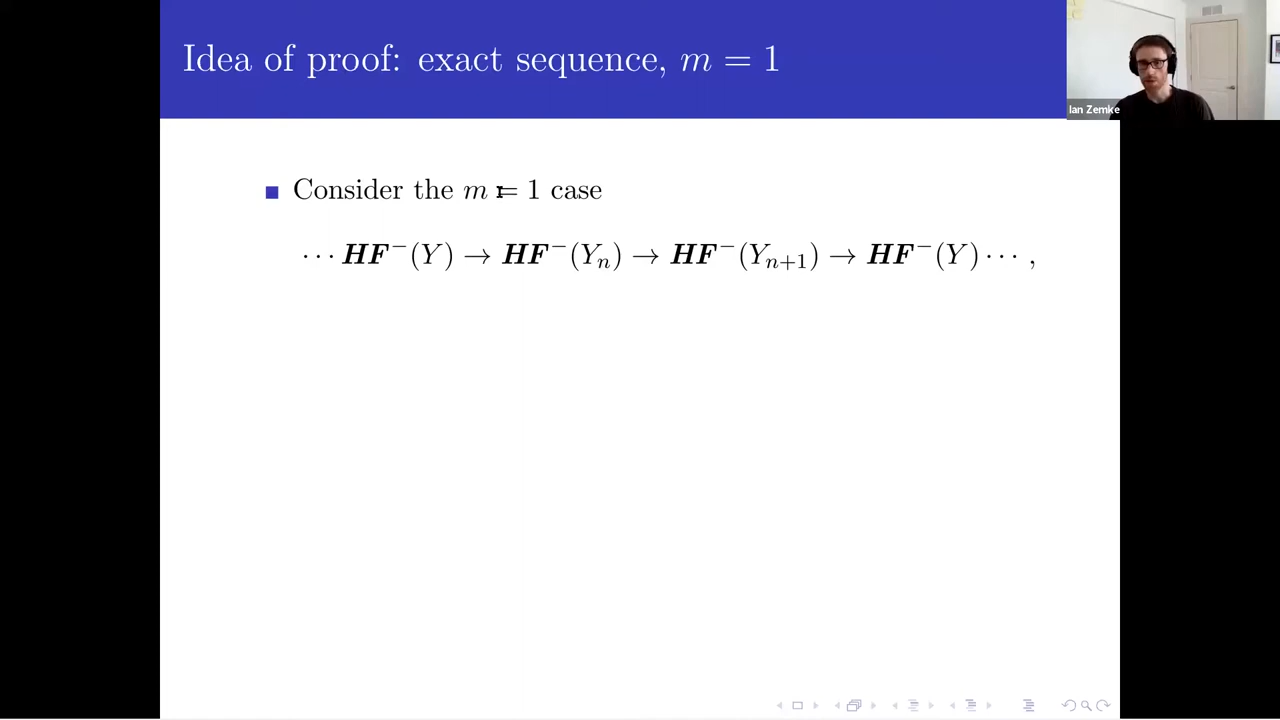 Idea of proof: exact sequence, m = 1
Ian Zemke
Consider the m = 1 case
⋯ HF⁻(Y) → HF⁻(Yₙ) → HF⁻(Yₙ₊₁) → HF⁻(Y) ⋯ ,